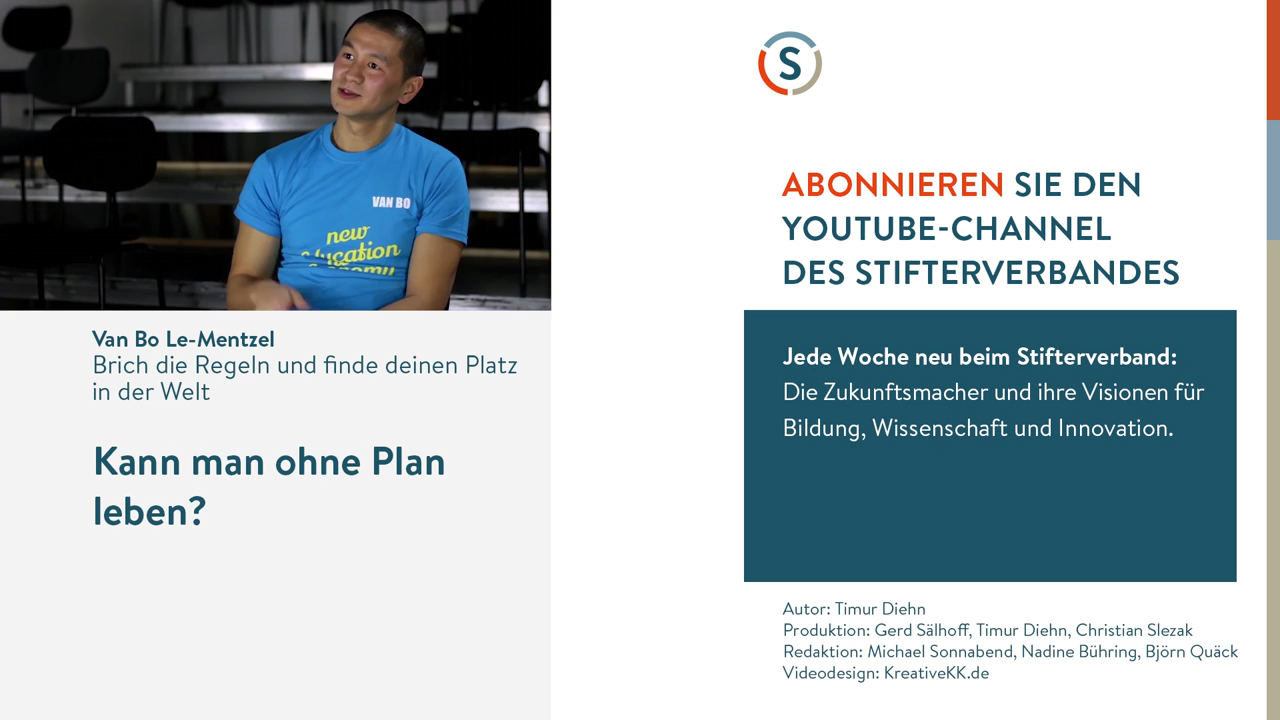 VAN BO
new
education
Van Bo Le-Mentzel
Brich die Regeln und finde deinen Platz
in der Welt
Kann man ohne Plan
leben?
S
ABONNIEREN SIE DEN
YOUTUBE-CHANNEL
DES STIFTERVERBANDES
Jede Woche neu beim Stifterverband:
Die Zukunftsmacher und ihre Visionen für
Bildung, Wissenschaft und Innovation.
Autor: Timur Diehn
Produktion: Gerd Sälhoff, Timur Diehn, Christian Slezak
Redaktion: Michael Sonnabend, Nadine Bühring, Björn Quäck
Videodesign: KreativeKK.de